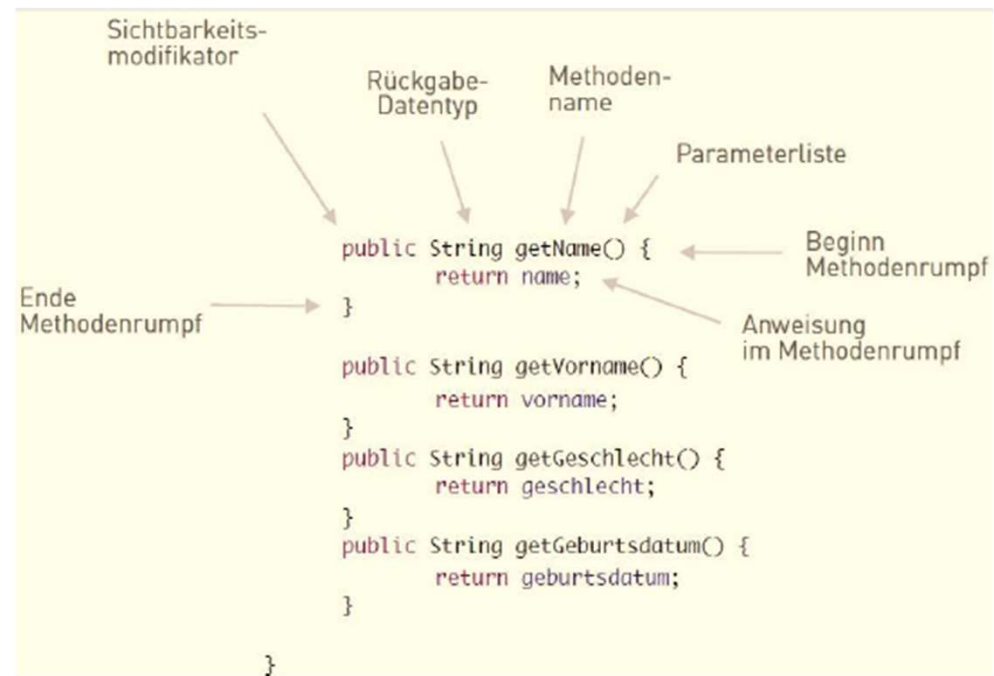 Sichtbarkeits-
modifikator
Rückgabe-
Datentyp
Methoden-
name
Parameterliste
public String getName() {
return name;
}
Beginn
Methodenrumpf
Ende
Methodenrumpf
Anweisung
im Methodenrumpf
public String getVorname() {
return vorname;
}
public String getGeschlecht() {
return geschlecht;
}
public String getGeburtsdatum() {
return geburtsdatum;
}
}